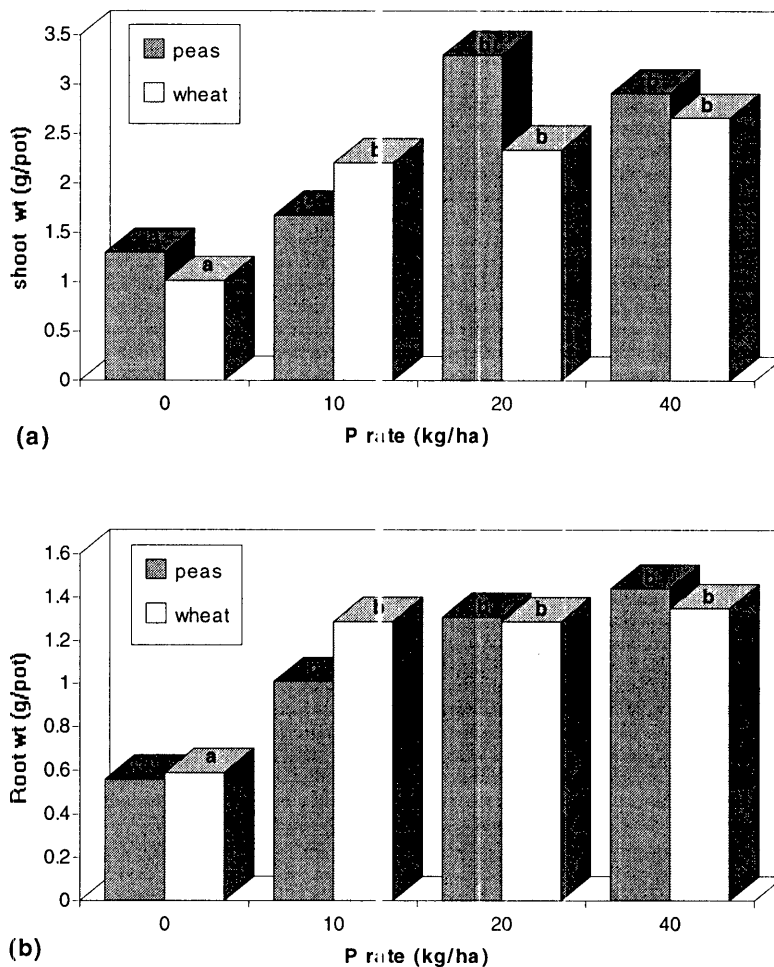 3.5
3
2.5
2
1.5
1
0.5
0
shoot wt (g/pot)
peas
wheat
a
b
b
b
b
0
10
20
40
P rate (kg/ha)
(a)
1.6
1.4
1.2
1
0.8
0.6
0.4
0.2
0
Root wt (g/pot)
peas
wheat
a
b
b
b
b
b
0
10
20
40
P rate (kg/ha)
(b)